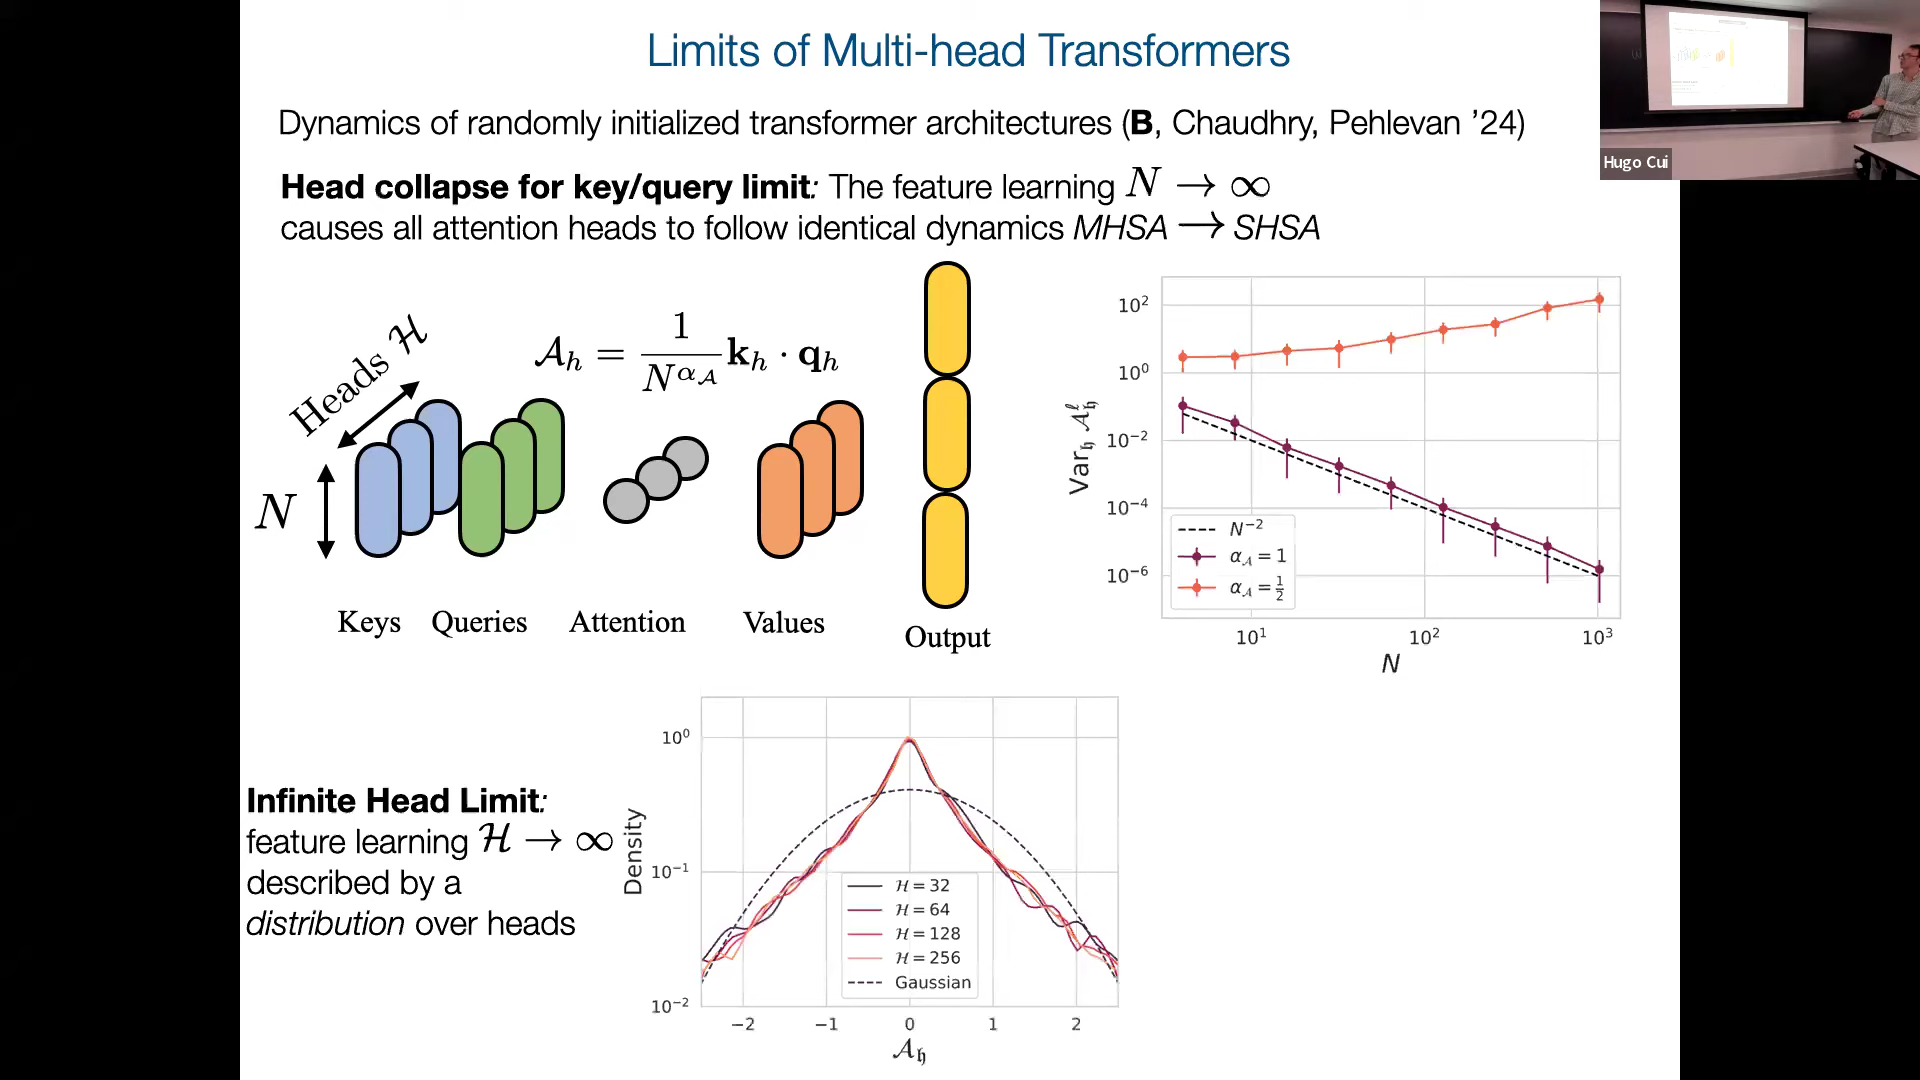 Limits of Multi-head Transformers
Dynamics of randomly initialized transformer architectures (B, Chaudhry, Pehlevan ’24)
Hugo Cui
Head collapse for key/query limit: The feature learning N → ∞
causes all attention heads to follow identical dynamics MHSA → SHSA
Heads ℋ
N
𝒜ₕ = 1/N^{α_𝒜} kₕ · qₕ
Keys Queries Attention Values Output
Var_𝔥 𝒜^ℓ_𝔥
10² 10⁰ 10⁻² 10⁻⁴ 10⁻⁶
N⁻²
α_𝒜 = 1
α_𝒜 = 1/2
10¹ 10² 10³
N
Infinite Head Limit:
feature learning ℋ → ∞
described by a
distribution over heads
Density
10⁰ 10⁻¹ 10⁻²
ℋ = 32
ℋ = 64
ℋ = 128
ℋ = 256
Gaussian
−2 −1 0 1 2
𝒜_𝔥